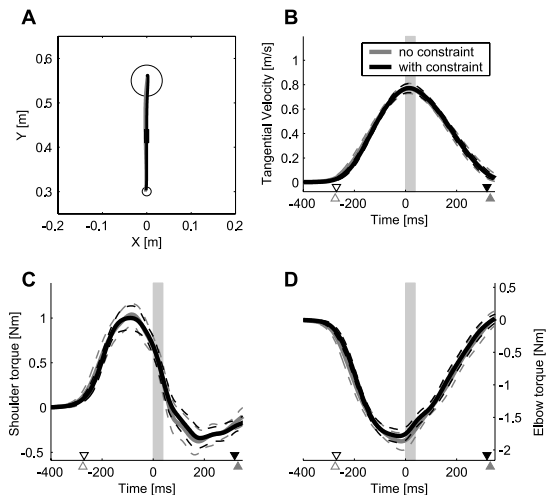 A
0.6
0.5
0.4
0.3
Y [m]
-0.2
-0.1
0
0.1
0.2
X [m]
B
no constraint
with constraint
1
0.8
0.6
0.4
0.2
0
Tangential Velocity [m/s]
-400
-200
0
200
Time [ms]
C
1
0.5
0
-0.5
Shoulder torque [Nm]
-400
-200
0
200
Time [ms]
D
0.5
0
-0.5
-1
-1.5
-2
Elbow torque [Nm]
-400
-200
0
200
Time [ms]